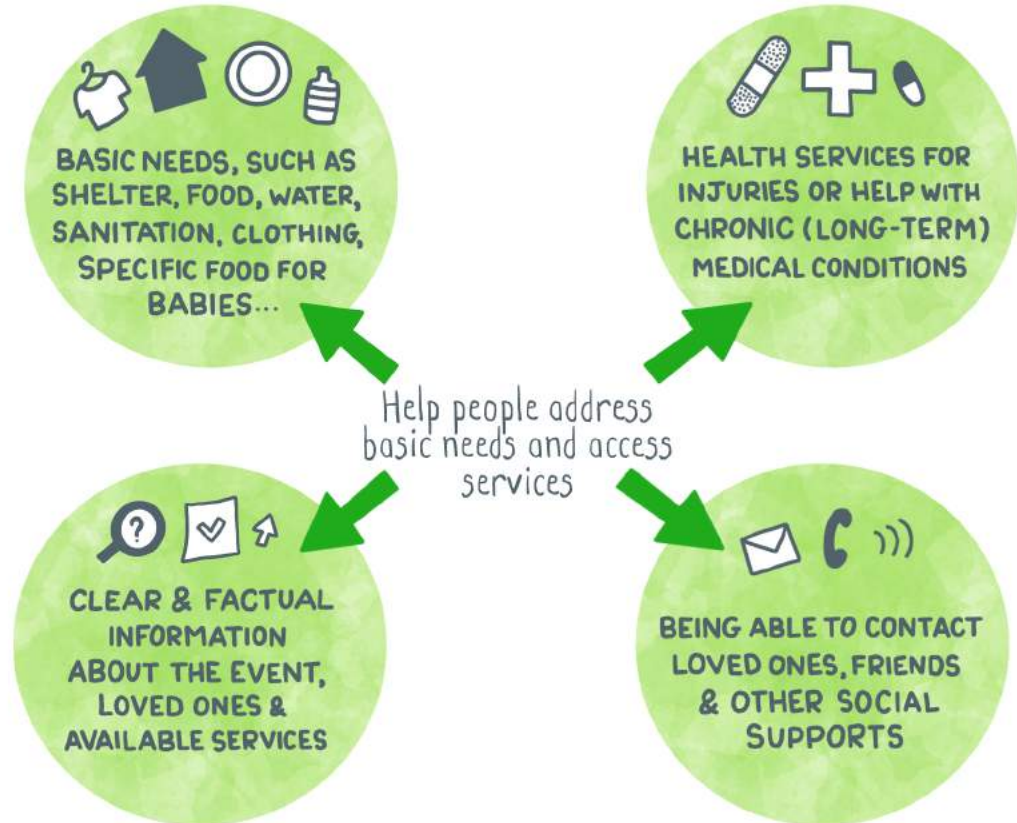 BASIC NEEDS, SUCH AS
SHELTER, FOOD, WATER,
SANITATION, CLOTHING,
SPECIFIC FOOD FOR
BABIES...
HEALTH SERVICES FOR
INJURIES OR HELP WITH
CHRONIC (LONG-TERM)
MEDICAL CONDITIONS
Help people address
basic needs and access
services
?
CLEAR & FACTUAL
INFORMATION
ABOUT THE EVENT,
LOVED ONES &
AVAILABLE SERVICES
BEING ABLE TO CONTACT
LOVED ONES, FRIENDS
& OTHER SOCIAL
SUPPORTS